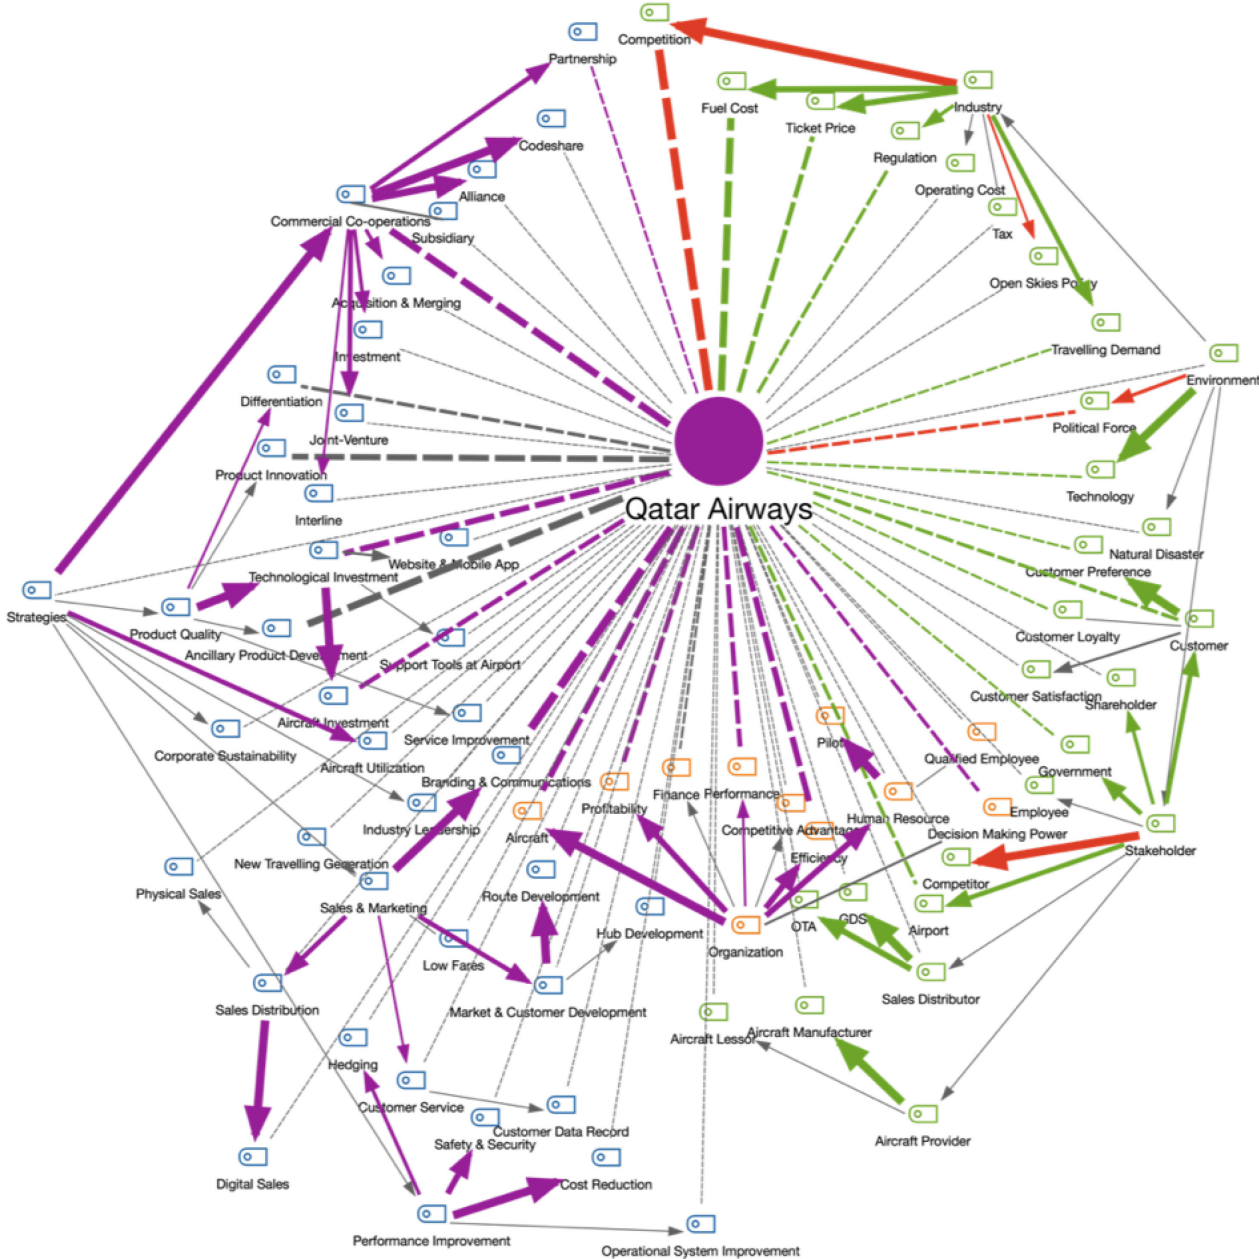 Competition
Partnership
Industry
Fuel Cost
Ticket Price
Codeshare
Regulation
Operating Cost
Alliance
Commercial Co-operations
Subsidiary
Tax
Open Skies Policy
Acquisition & Merging
Travelling Demand
Investment
Environment
Differentiation
Political Force
Joint-Venture
Product Innovation
Technology
Qatar Airways
Interline
Natural Disaster
Website & Mobile App
Customer Preference
Technological Investment
Strategies
Product Quality
Customer Loyalty
Customer
Ancillary Product Development
Support Tools at Airport
Customer Satisfaction
Shareholder
Aircraft Investment
Service Improvement
Pilot
Corporate Sustainability
Qualified Employee
Aircraft Utilization
Government
Branding & Communications
Finance
Performance
Profitability
Employee
Human Resource
Industry Leadership
Competitive Advantage
Decision Making Power
Aircraft
Stakeholder
Efficiency
New Travelling Generation
Competitor
Physical Sales
Route Development
Sales & Marketing
GDS
OTA
Airport
Hub Development
Organization
Low Fares
Sales Distributor
Sales Distribution
Market & Customer Development
Aircraft Manufacturer
Aircraft Lessor
Hedging
Customer Service
Customer Data Record
Aircraft Provider
Safety & Security
Digital Sales
Cost Reduction
Performance Improvement
Operational System Improvement